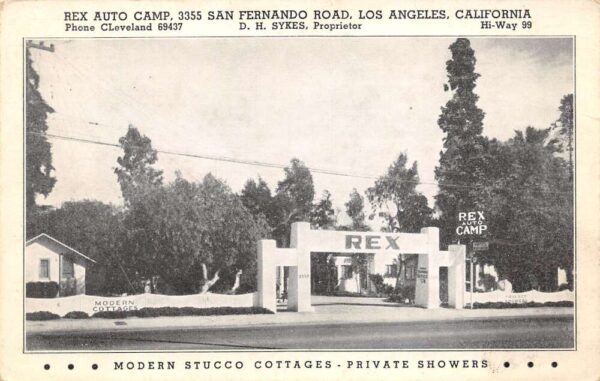 REX AUTO CAMP, 3355 SAN FERNANDO ROAD, LOS ANGELES, CALIFORNIA
Phone CLeveland 69437 D. H. SYKES, Proprietor Hi-Way 99
REX
AUTO
CAMP
REX
3355
MODERN
COTTAGES
• • • MODERN STUCCO COTTAGES - PRIVATE SHOWERS • • •